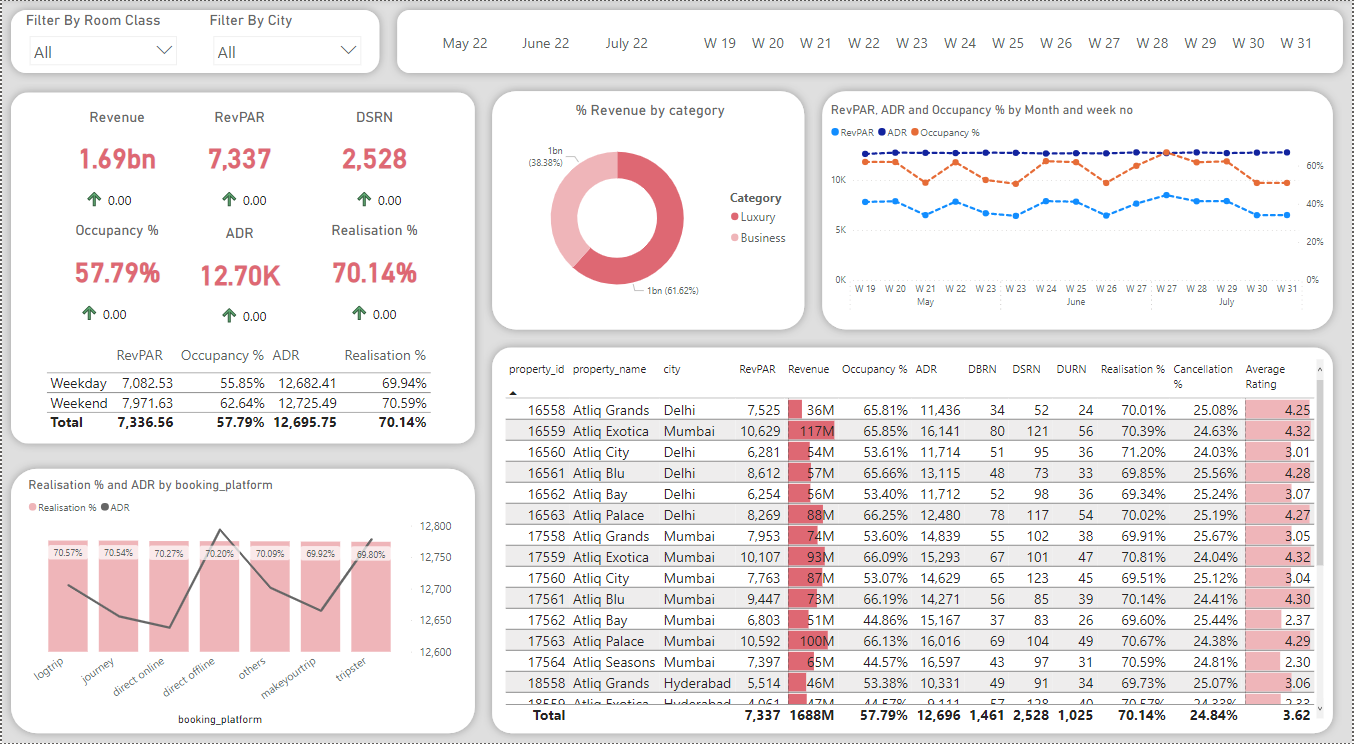 Filter By Room Class
Filter By City
All
All
May 22 June 22 July 22 W 19 W 20 W 21 W 22 W 23 W 24 W 25 W 26 W 27 W 28 W 29 W 30 W 31
Revenue RevPAR DSRN
1.69bn 7,337 2,528
0.00 0.00 0.00
Occupancy % ADR Realisation %
57.79% 12.70K 70.14%
0.00 0.00 0.00
RevPAR Occupancy % ADR Realisation %
Weekday 7,082.53 55.85% 12,682.41 69.94%
Weekend 7,971.63 62.64% 12,725.49 70.59%
Total 7,336.56 57.79% 12,695.75 70.14%
% Revenue by category
1bn
(38.38%)
1bn (61.62%)
Category
Luxury
Business
RevPAR, ADR and Occupancy % by Month and week no
RevPAR ADR Occupancy %
10K
5K
0K
60%
40%
20%
0%
W 19 W 20 W 21 W 22 W 23 W 23 W 24 W 25 W 26 W 27 W 27 W 28 W 29 W 30 W 31
May June July
Realisation % and ADR by booking_platform
Realisation % ADR
12,800
12,750
12,700
12,650
12,600
70.57% 70.54% 70.27% 70.20% 70.09% 69.92% 69.80%
logtrip journey direct online direct offline others makeyourtrip tripster
booking_platform
property_id property_name city RevPAR Revenue Occupancy % ADR DBRN DSRN DURN Realisation % Cancellation % Average Rating
16558 Atliq Grands Delhi 7,525 36M 65.81% 11,436 34 52 24 70.01% 25.08% 4.25
16559 Atliq Exotica Mumbai 10,629 117M 65.85% 16,141 80 121 56 70.39% 24.63% 4.32
16560 Atliq City Delhi 6,281 54M 53.61% 11,714 51 95 36 71.20% 24.03% 3.01
16561 Atliq Blu Delhi 8,612 57M 65.66% 13,115 48 73 33 69.85% 25.56% 4.28
16562 Atliq Bay Delhi 6,254 56M 53.40% 11,712 52 98 36 69.34% 25.24% 3.07
16563 Atliq Palace Delhi 8,269 88M 66.25% 12,480 78 117 54 70.02% 25.19% 4.27
17558 Atliq Grands Mumbai 7,953 74M 53.60% 14,839 55 102 38 69.91% 25.67% 3.05
17559 Atliq Exotica Mumbai 10,107 93M 66.09% 15,293 67 101 47 70.81% 24.04% 4.32
17560 Atliq City Mumbai 7,763 87M 53.07% 14,629 65 123 45 69.51% 25.12% 3.04
17561 Atliq Blu Mumbai 9,447 73M 66.19% 14,271 56 85 39 70.14% 24.41% 4.30
17562 Atliq Bay Mumbai 6,803 51M 44.86% 15,167 37 83 26 69.60% 25.44% 2.37
17563 Atliq Palace Mumbai 10,592 100M 66.13% 16,016 69 104 49 70.67% 24.38% 4.29
17564 Atliq Seasons Mumbai 7,397 65M 44.57% 16,597 43 97 31 70.59% 24.81% 2.30
18558 Atliq Grands Hyderabad 5,514 46M 53.38% 10,331 49 91 34 69.73% 25.07% 3.06
18559 Atliq Exotica Hyderabad 4,061 47M 44.57% 9,111 57 128 40 70.57% 24.33% 2.33
Total 7,337 1688M 57.79% 12,696 1,461 2,528 1,025 70.14% 24.84% 3.62